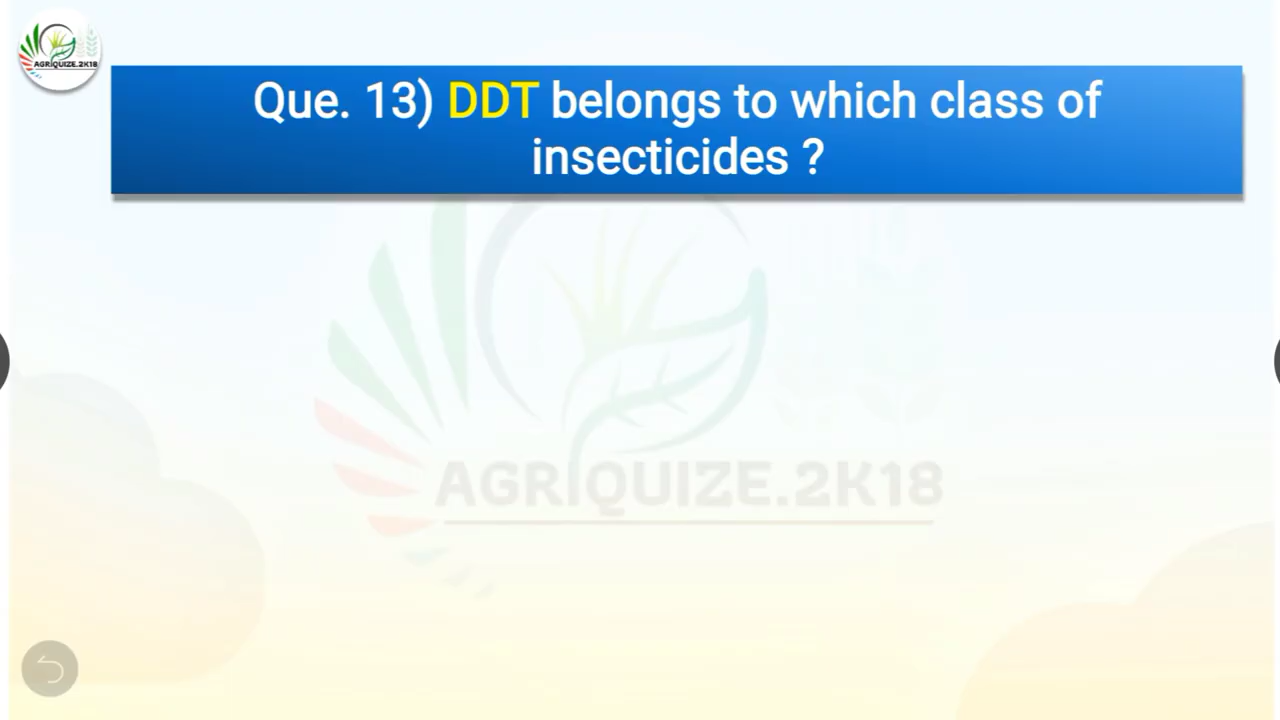 AGRIQUIZE.2K18
Que. 13) DDT belongs to which class of
insecticides ?
AGRIQUIZE.2K18